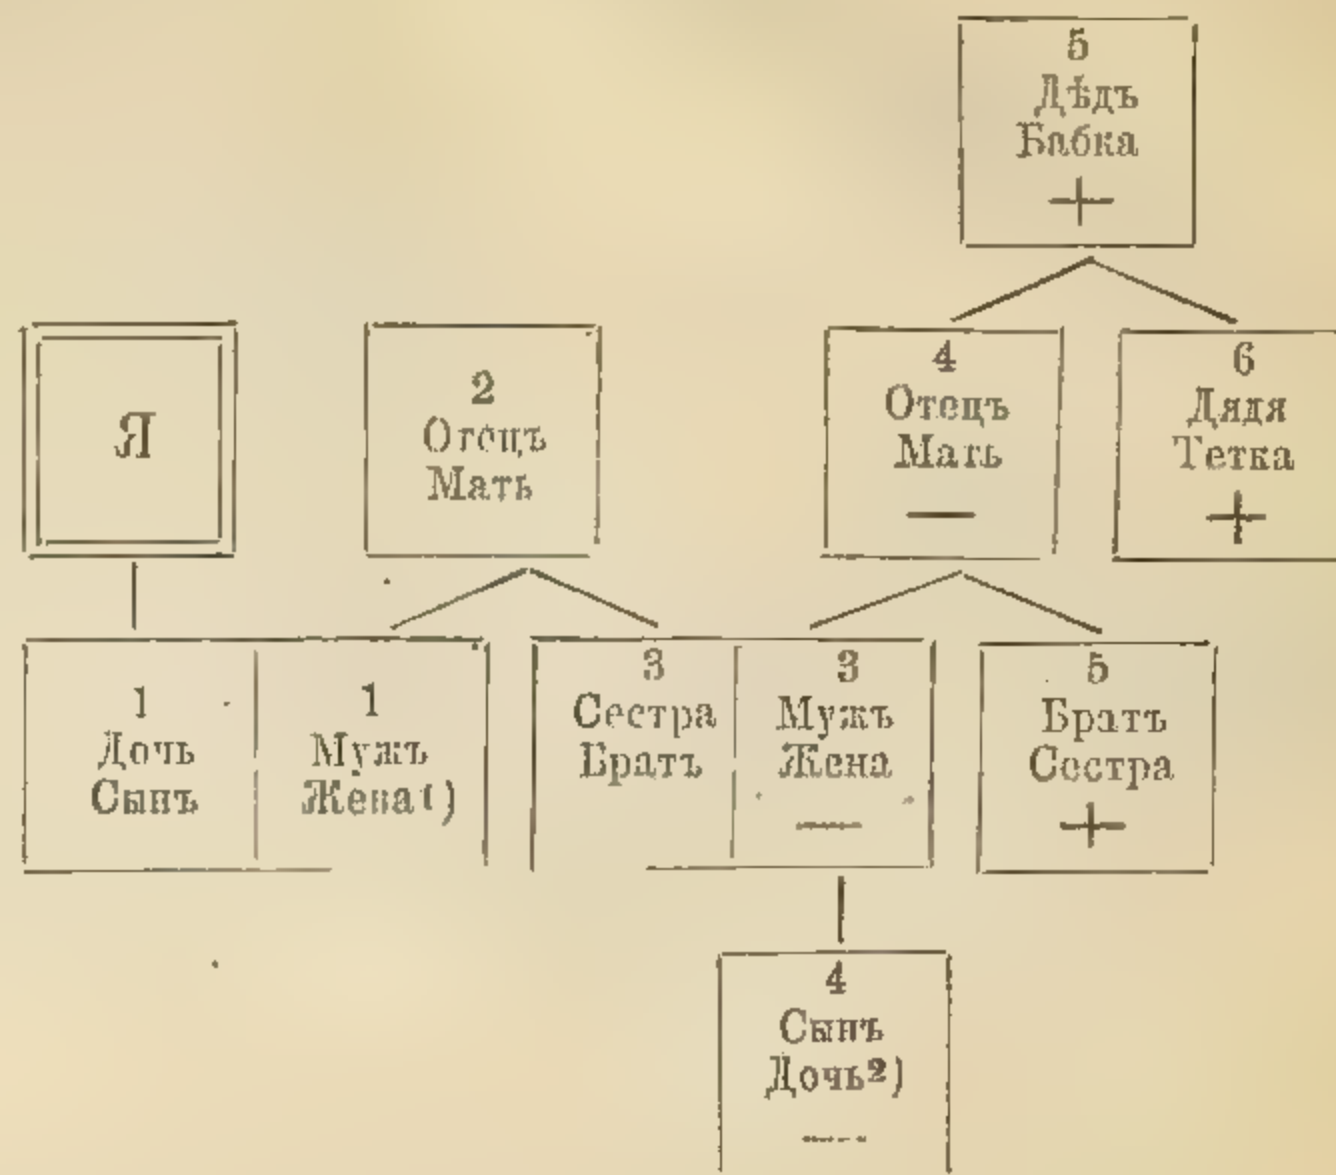 5
Дѣдъ
Бабка
+
Я
2
Отецъ
Мать
4
Отецъ
Мать
—
6
Дядя
Тетка
+
1
Дочь
Сынъ
1
Мужъ
Жена1)
3
Сестра
Братъ
3
Мужъ
Жена
—
5
Братъ
Сестра
+
4
Сынъ
Дочь2)
—